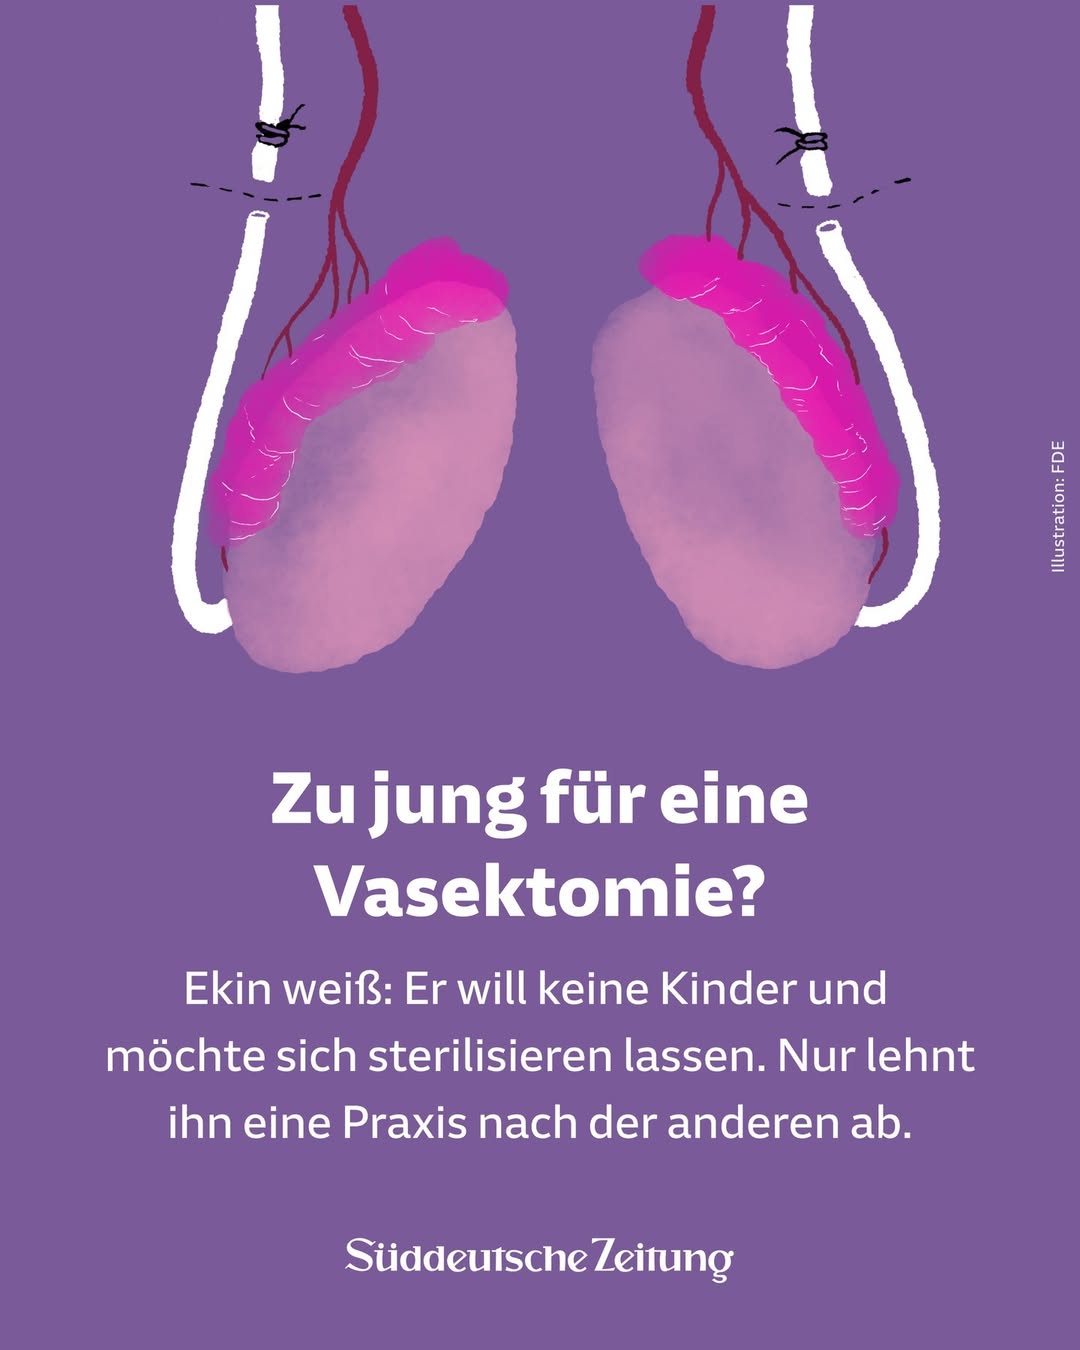 Illustration: FDE
Zu jung für eine
Vasektomie?
Ekin weiß: Er will keine Kinder und
möchte sich sterilisieren lassen. Nur lehnt
ihn eine Praxis nach der anderen ab.
Süddeutsche Zeitung